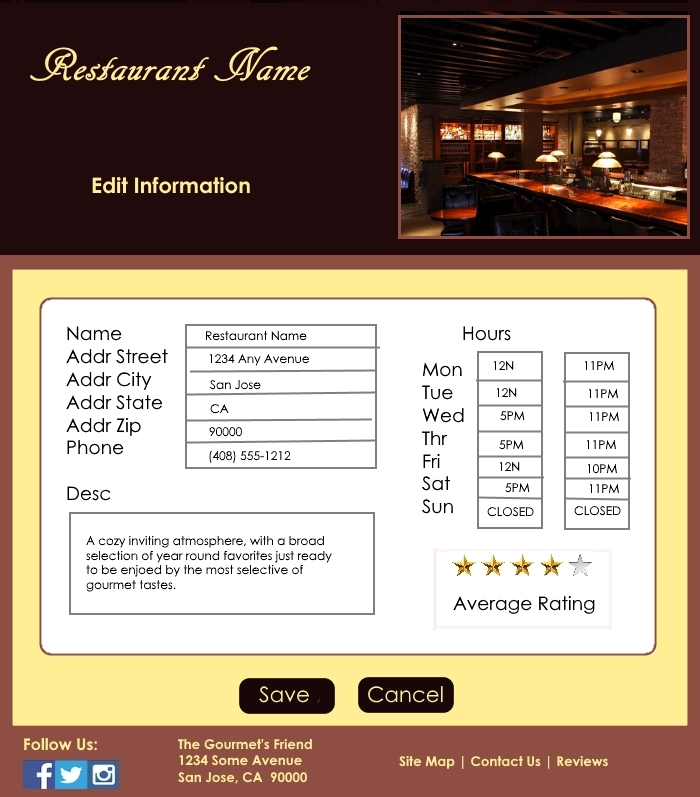 Restaurant Name
Edit Information
Name Restaurant Name
Addr Street 1234 Any Avenue
Addr City San Jose
Addr State CA
Addr Zip 90000
Phone (408) 555-1212
Desc
A cozy inviting atmosphere, with a broad
selection of year round favorites just ready
to be enjoed by the most selective of
gourmet tastes.
Hours
Mon 12N 11PM
Tue 12N 11PM
Wed 5PM 11PM
Thr 5PM 11PM
Fri 12N 10PM
Sat 5PM 11PM
Sun CLOSED CLOSED
Average Rating
Save Cancel
Follow Us:
The Gourmet's Friend
1234 Some Avenue
San Jose, CA 90000
Site Map | Contact Us | Reviews